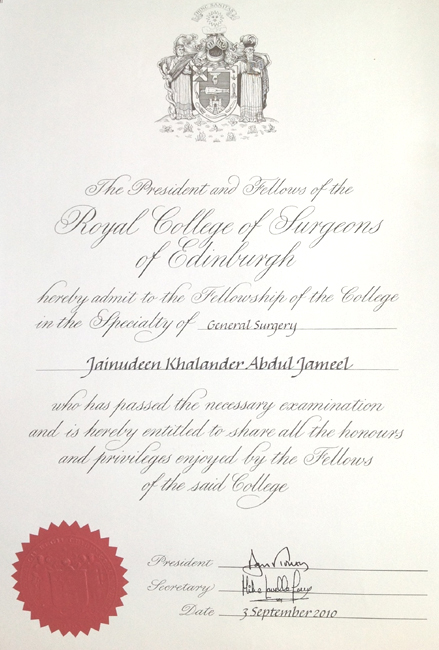 The President and Fellows of the
Royal College of Surgeons
of Edinburgh
hereby admit to the Fellowship of the College
in the Specialty of General Surgery
Jainudeen Khalander Abdul Jameel
who has passed the necessary examination
and is hereby entitled to share all the honours
and privileges enjoyed by the Fellows
of the said College
President
Secretary
Date 3 September 2010